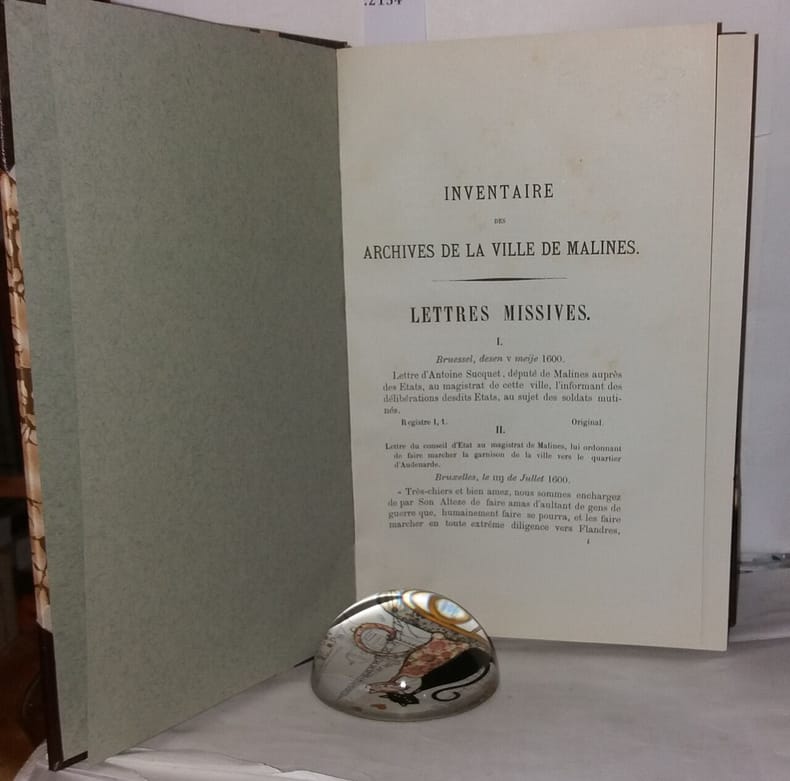 .2154
INVENTAIRE
DES
ARCHIVES DE LA VILLE DE MALINES.
LETTRES MISSIVES.
I.
Bruessel, desen v meije 1600.
Lettre d'Antoine Sucquet, député de Malines auprès
des Etats, au magistrat de cette ville, l'informant des
délibérations desdits Etats, au sujet des soldats muti-
nés.
Registre I, 1. Original.
II.
Lettre du conseil d'Etat au magistrat de Malines, lui ordonnant
de faire marcher la garnison de la ville vers le quartier
d'Audenarde.
Bruxelles, le iiij de Jullet 1600.
« Très-chiers et bien amez, nous sommes enchargez
de par Son Alteze de faire amas d'aultant de gens de
guerre que, humainement faire se pourra, et les faire
marcher en toute extrême diligence vers Flandres,
1